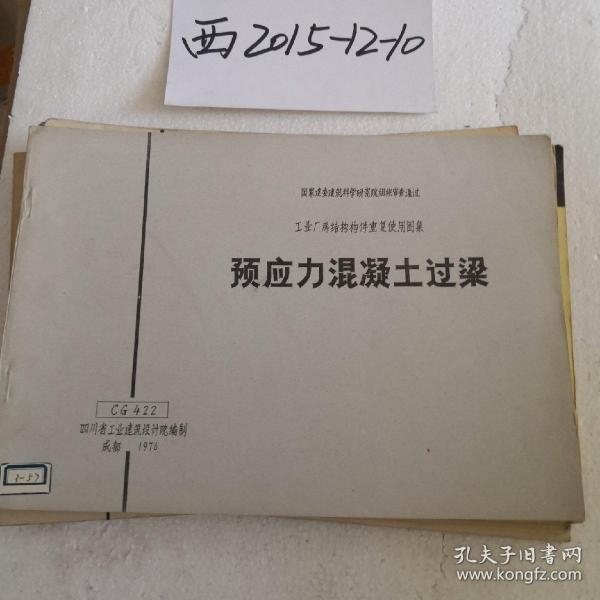 西2015-12-10
国家建委建筑科学研究院组织审查通过
工业厂房结构构件重复使用图集
预应力混凝土过梁
CG 422
四川省工业建筑设计院编制
成都 1976
3-57
孔夫子旧书网
www.kongfz.com